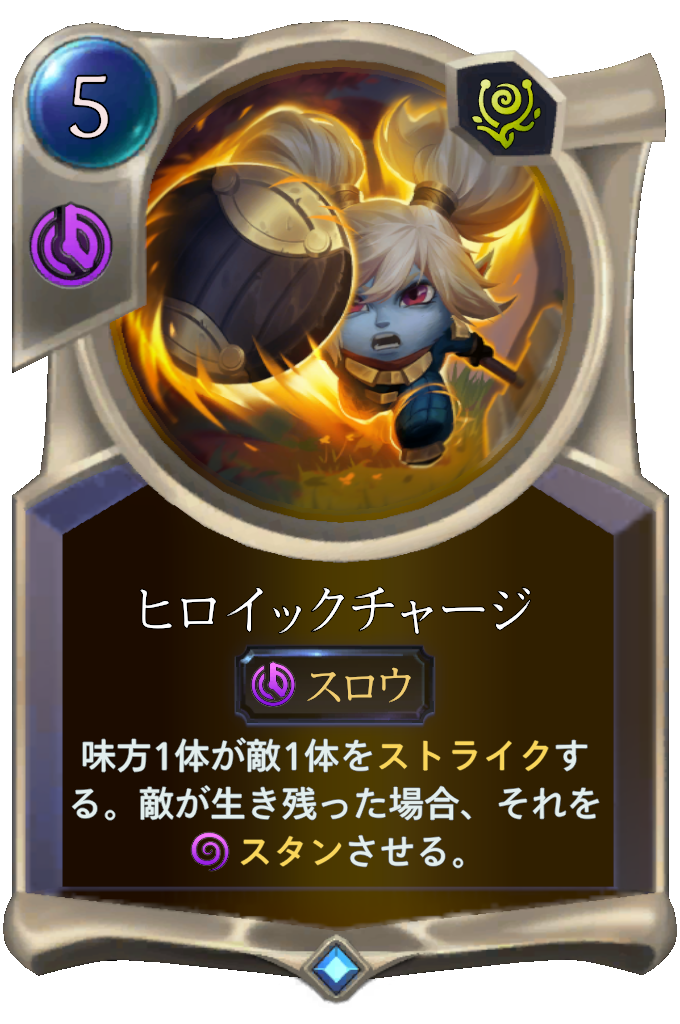 5
ヒロイックチャージ
スロウ
味方1体が敵1体をストライクす
る。敵が生き残った場合、それを
スタンさせる。